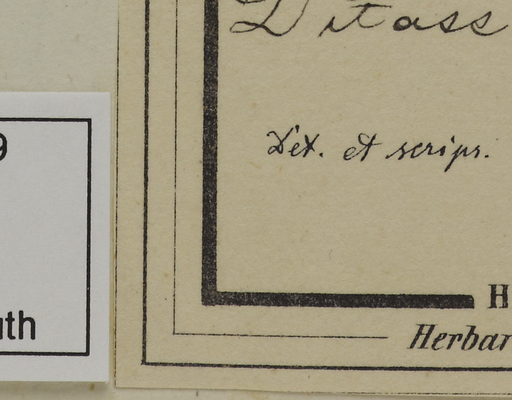 Ditass
9
Det. et scrips.
H
uth
Herbar